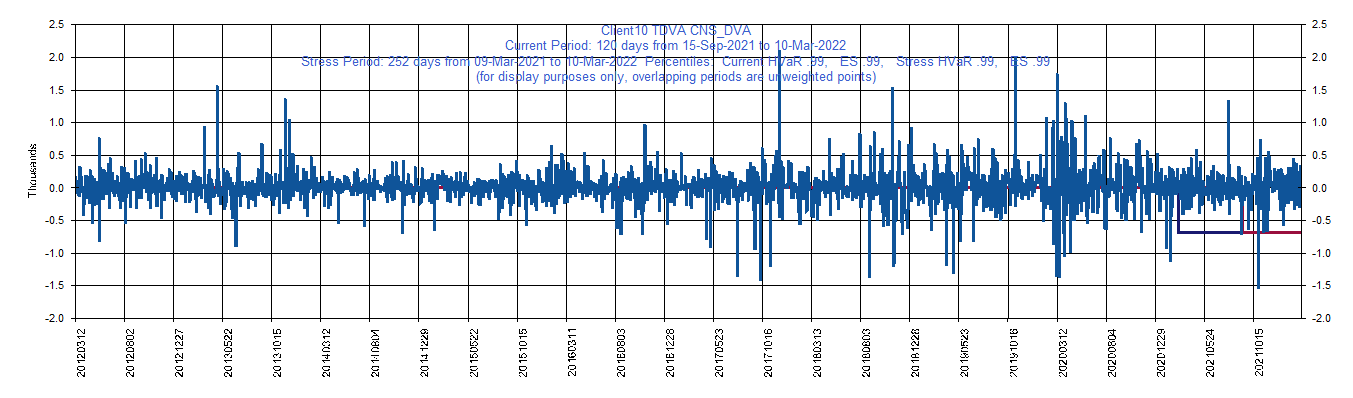 Client10 TDVA CNS_DVA
Current Period: 120 days from 15-Sep-2021 to 10-Mar-2022
Stress Period: 252 days from 09-Mar-2021 to 10-Mar-2022 Percentiles: Current HVaR .99, ES .99, Stress HVaR .99, ES .99
(for display purposes only, overlapping periods are unweighted points)
2.5 2.5
2.0 2.0
1.5 1.5
1.0 1.0
0.5 0.5
0.0 0.0
-0.5 -0.5
-1.0 -1.0
-1.5 -1.5
-2.0 -2.0
Thousands
20120312 20120802 20121227 20130522 20131015 20140312 20140804 20141229 20150522 20151015 20160311 20160803 20161228 20170523 20171016 20180313 20180803 20181228 20190523 20191016 20200312 20200804 20201229 20210524 20211015